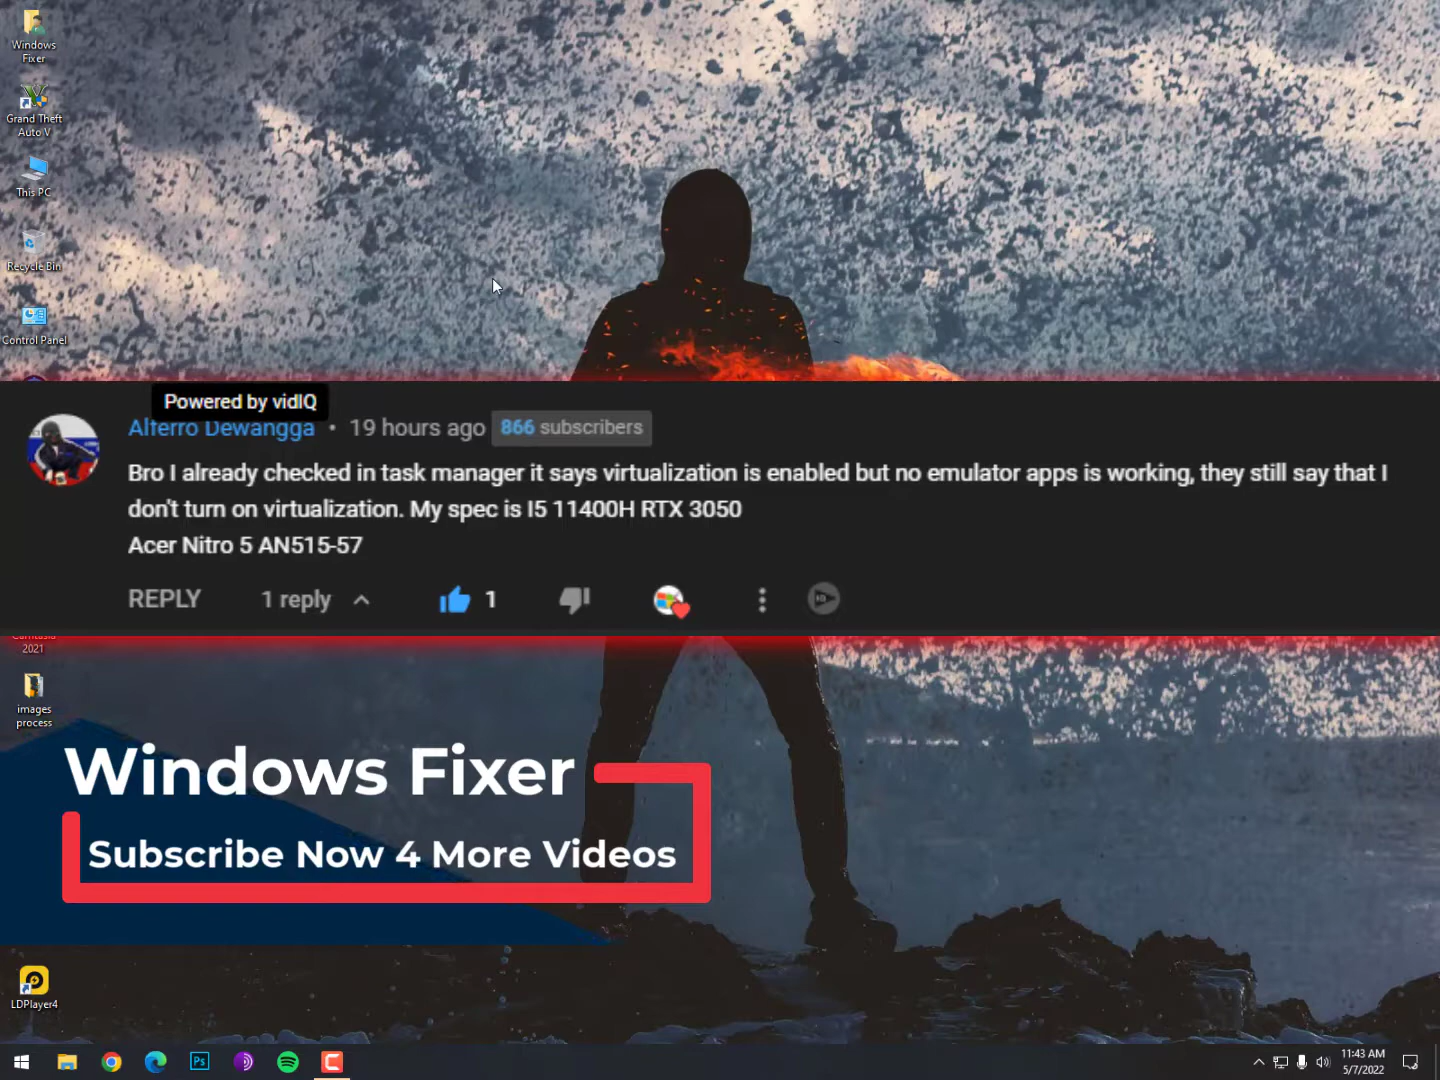 Windows
Fixer
Grand Theft
Auto V
This PC
Recycle Bin
Control Panel
Powered by vidIQ
Alferro Dewangga • 19 hours ago 866 subscribers
Bro I already checked in task manager it says virtualization is enabled but no emulator apps is working, they still say that I
don't turn on virtualization. My spec is I5 11400H RTX 3050
Acer Nitro 5 AN515-57
REPLY 1 reply 1
Camtasia
2021
images
process
Windows Fixer
Subscribe Now 4 More Videos
LDPlayer4
Ps
11:43 AM
5/7/2022